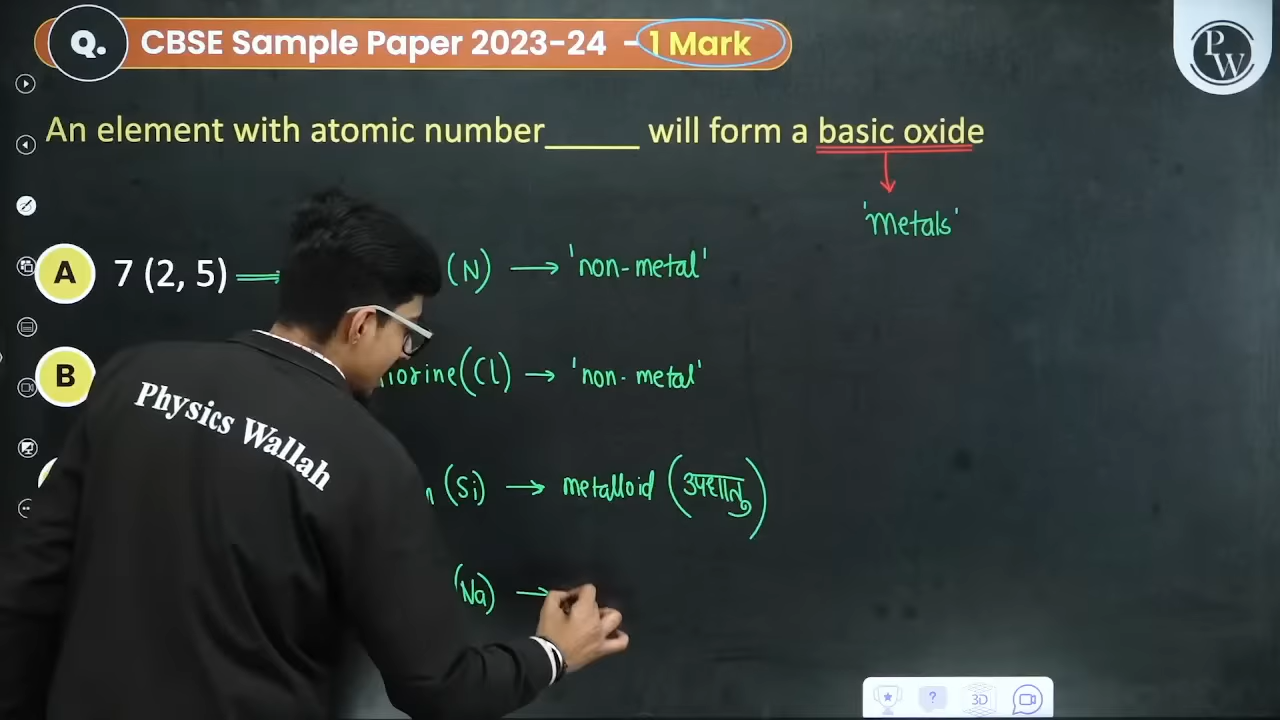 Q. CBSE Sample Paper 2023-24 - 1 Mark
PW
An element with atomic number_____ will form a basic oxide
'Metals'
A 7 (2, 5) (N) → 'non-metal'
B (Cl) → 'non-metal'
Physics Wallah
(Si) → metalloid (उपधातु)
(Na) →
3D